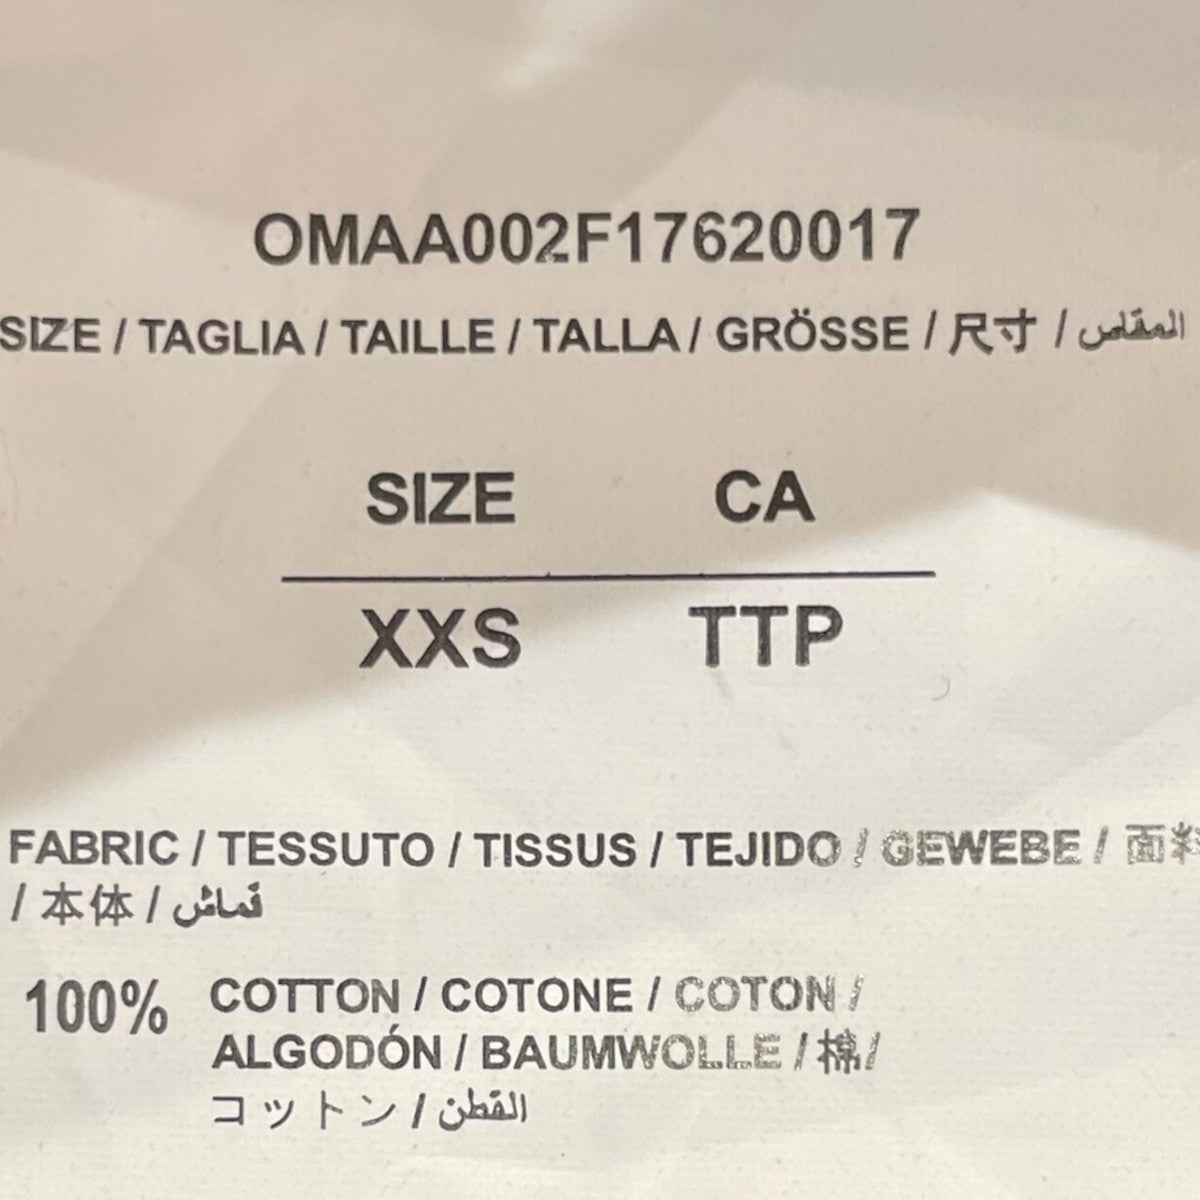 OMAA002F17620017
SIZE / TAGLIA / TAILLE / TALLA / GRÖSSE / 尺寸 / المقاس
SIZE CA
XXS TTP
FABRIC / TESSUTO / TISSUS / TEJIDO / GEWEBE / 面料
/ 本体 / قماش
100% COTTON / COTONE / COTON /
ALGODÓN / BAUMWOLLE / 棉/
コットン / القطن